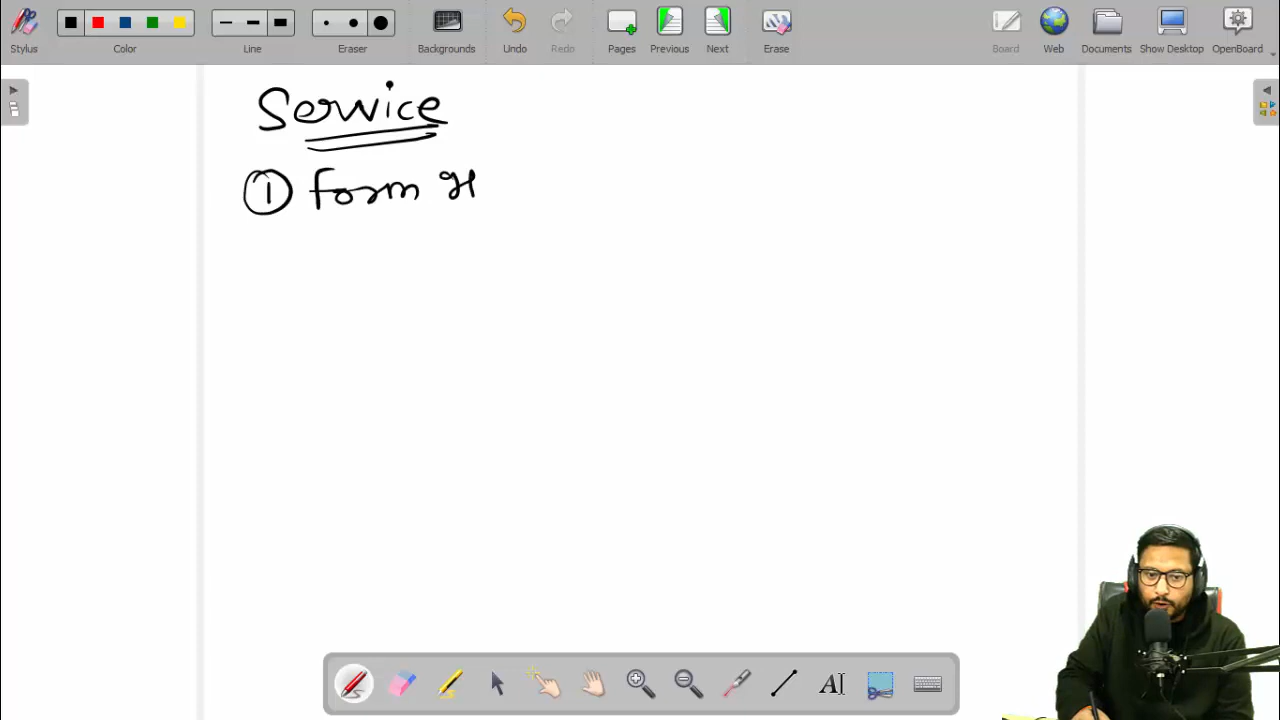 Stylus
Color
Line
Eraser
Backgrounds
Undo
Redo
Pages
Previous
Next
Erase
Board
Web
Documents
Show Desktop
OpenBoard
Service
① Form H
AI